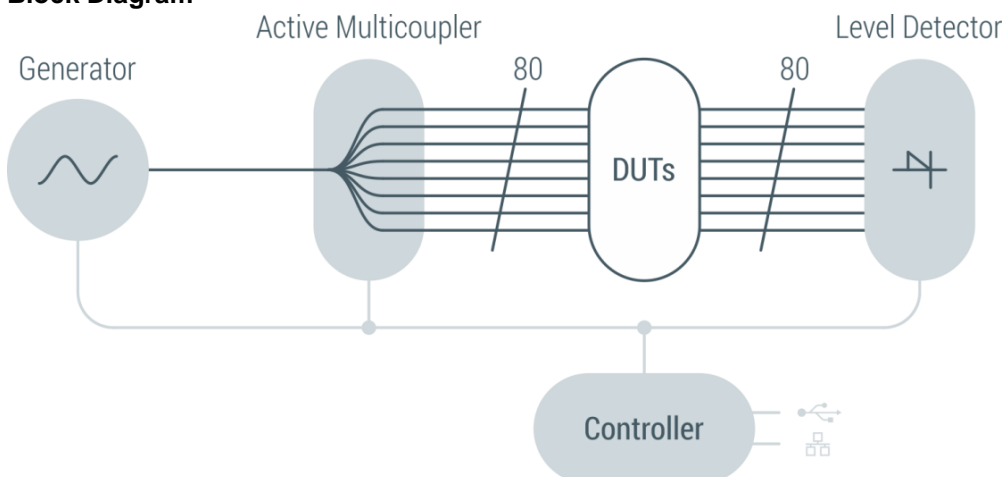 Block Diagram
Active Multicoupler
Level Detector
Generator
80
80
DUTs
Controller